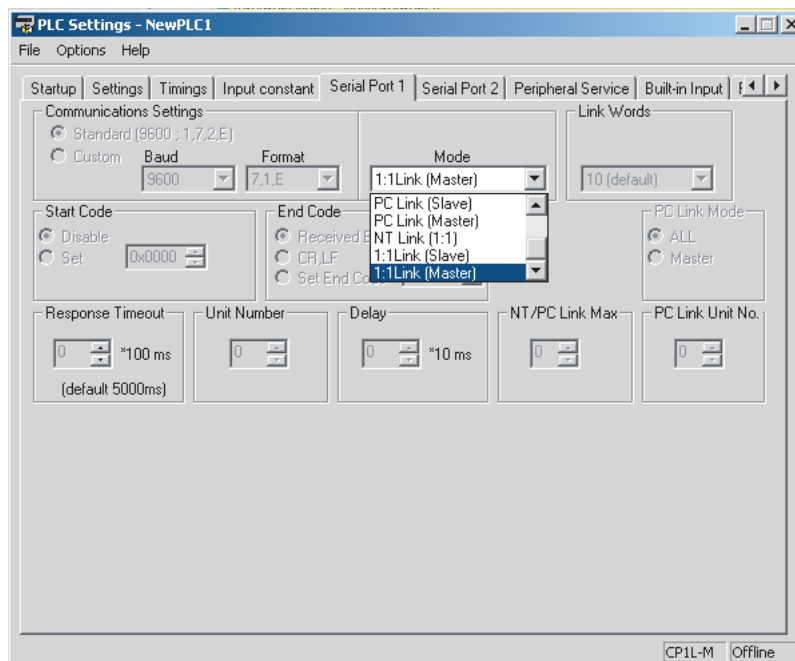 PLC Settings - NewPLC1
File Options Help
Startup Settings Timings Input constant Serial Port 1 Serial Port 2 Peripheral Service Built-in Input
Communications Settings
Link Words
Standard (9600 ; 1,7,2,E)
Custom Baud Format Mode
9600 7,1,E 1:1Link (Master) 10 (default)
PC Link (Slave)
PC Link (Master)
NT Link (1:1)
1:1Link (Slave)
1:1Link (Master)
Start Code
Disable
Set 0x0000
End Code
Received
CR,LF
Set End
PC Link Mode
ALL
Master
Response Timeout Unit Number Delay NT/PC Link Max PC Link Unit No.
0 *100 ms 0 0 *10 ms 0 0
(default 5000ms)
CP1L-M Offline